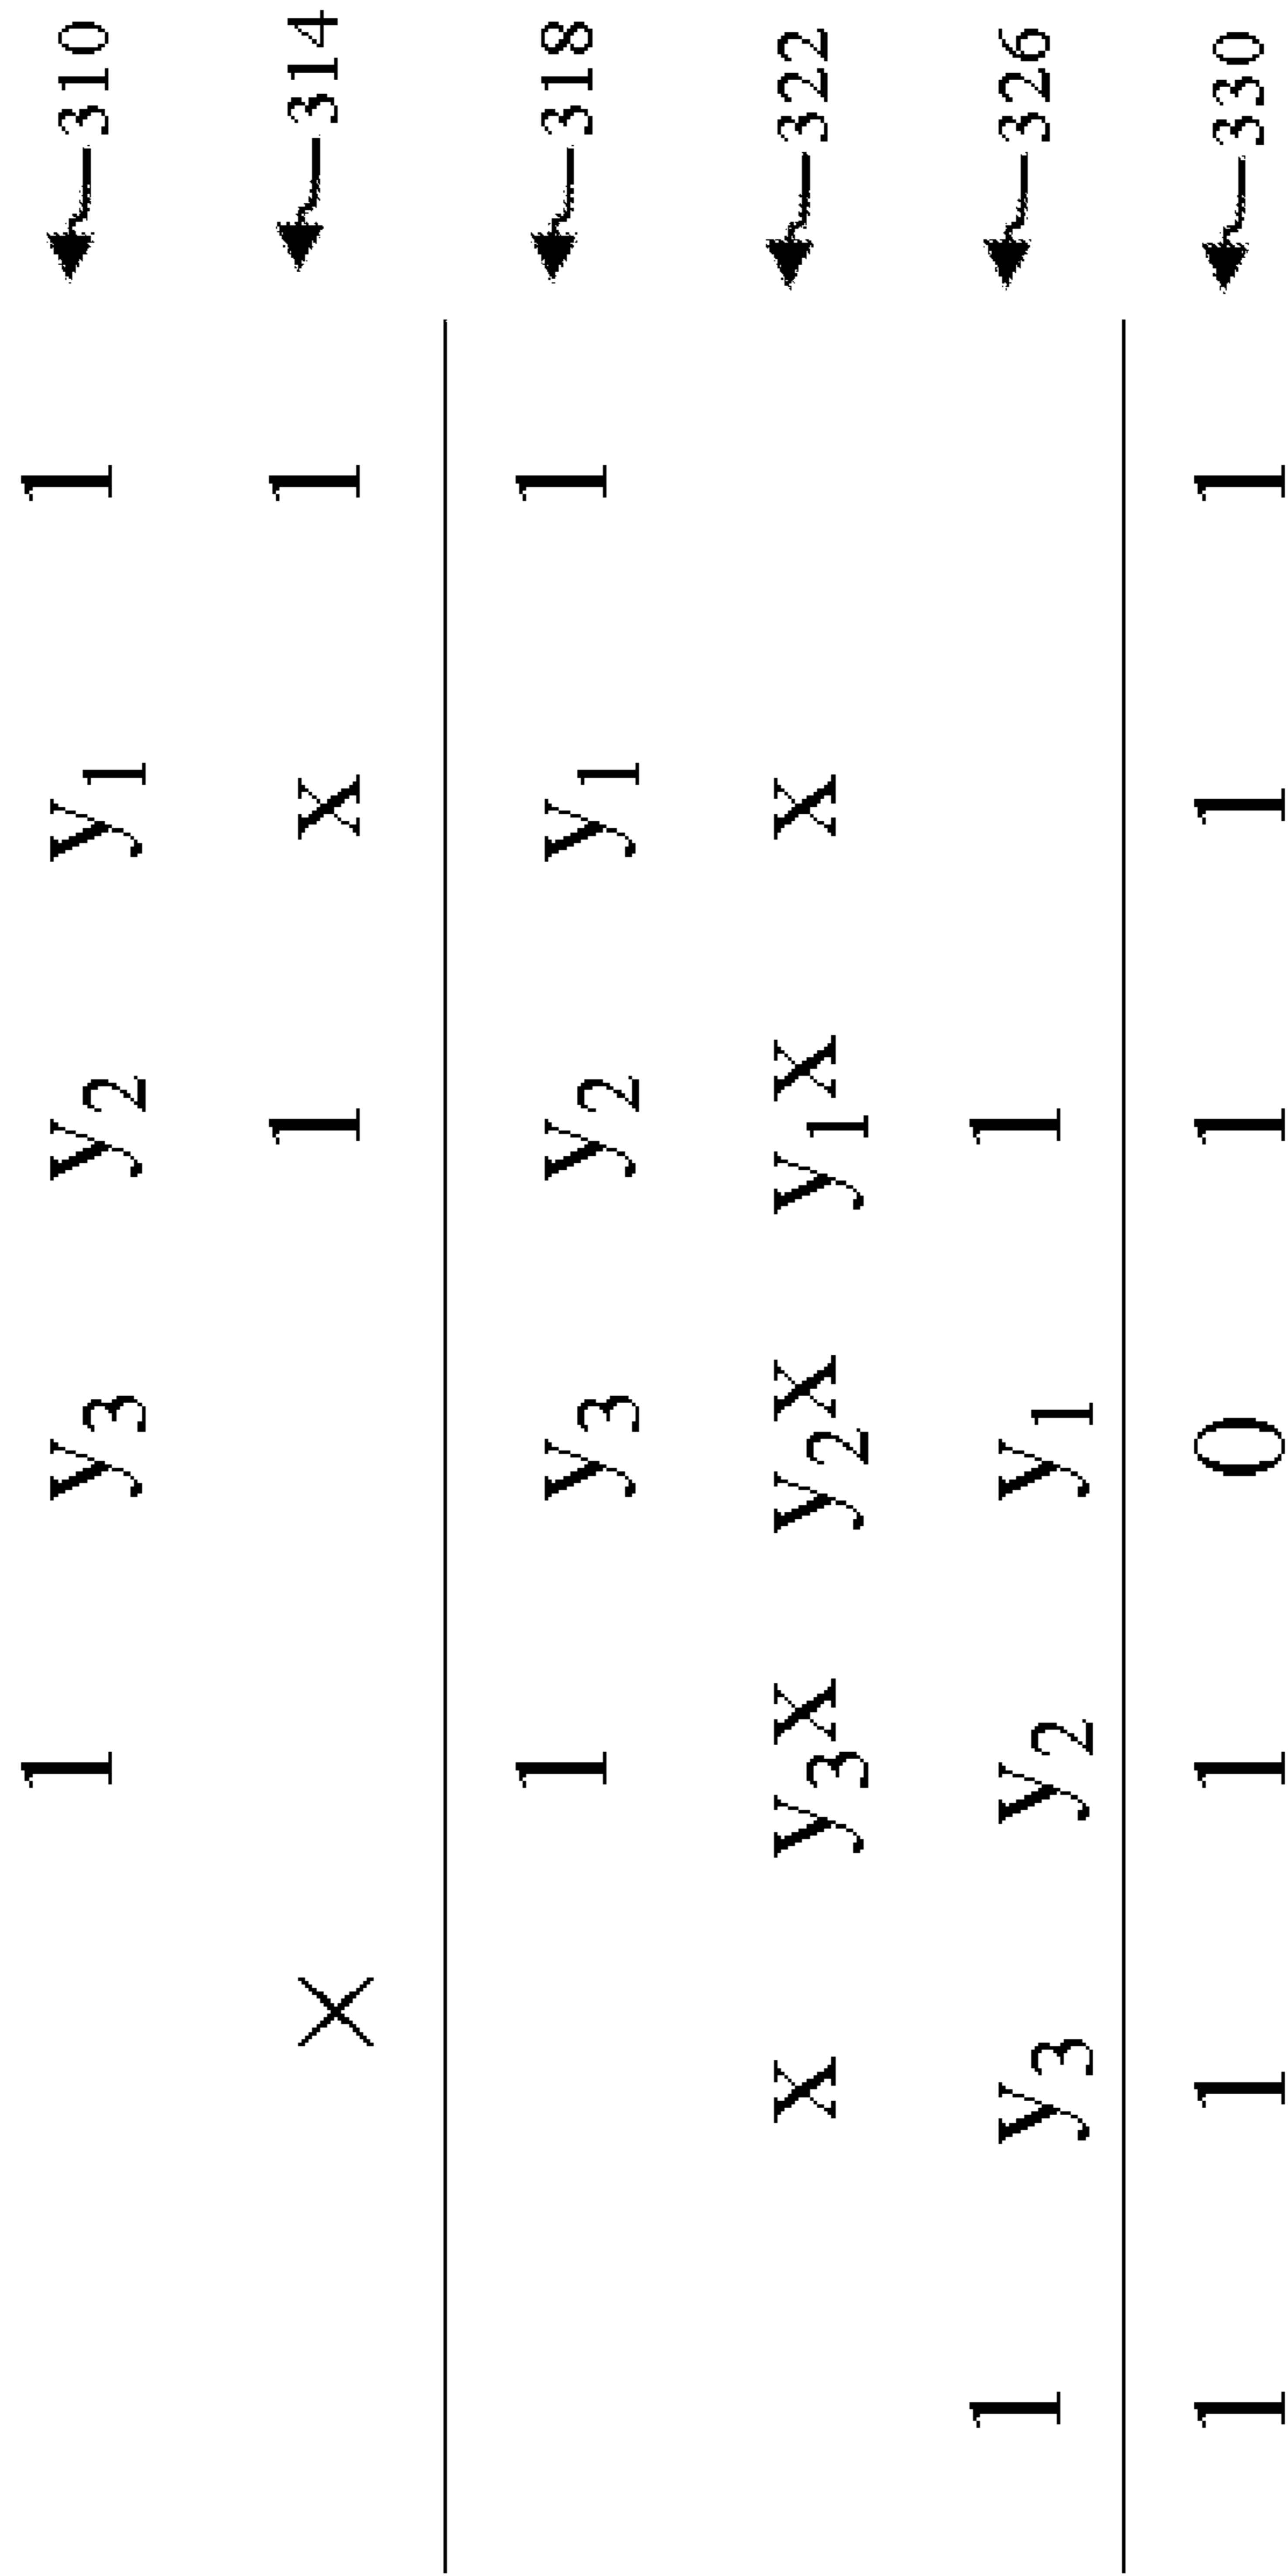 1 y3 y2 y1 1 310
× 1 x 1 314
1 y3 y2 y1 1 318
x y3x y2x y1x x 322
1 y3 y2 y1 1 326
1 1 1 0 1 1 1 330